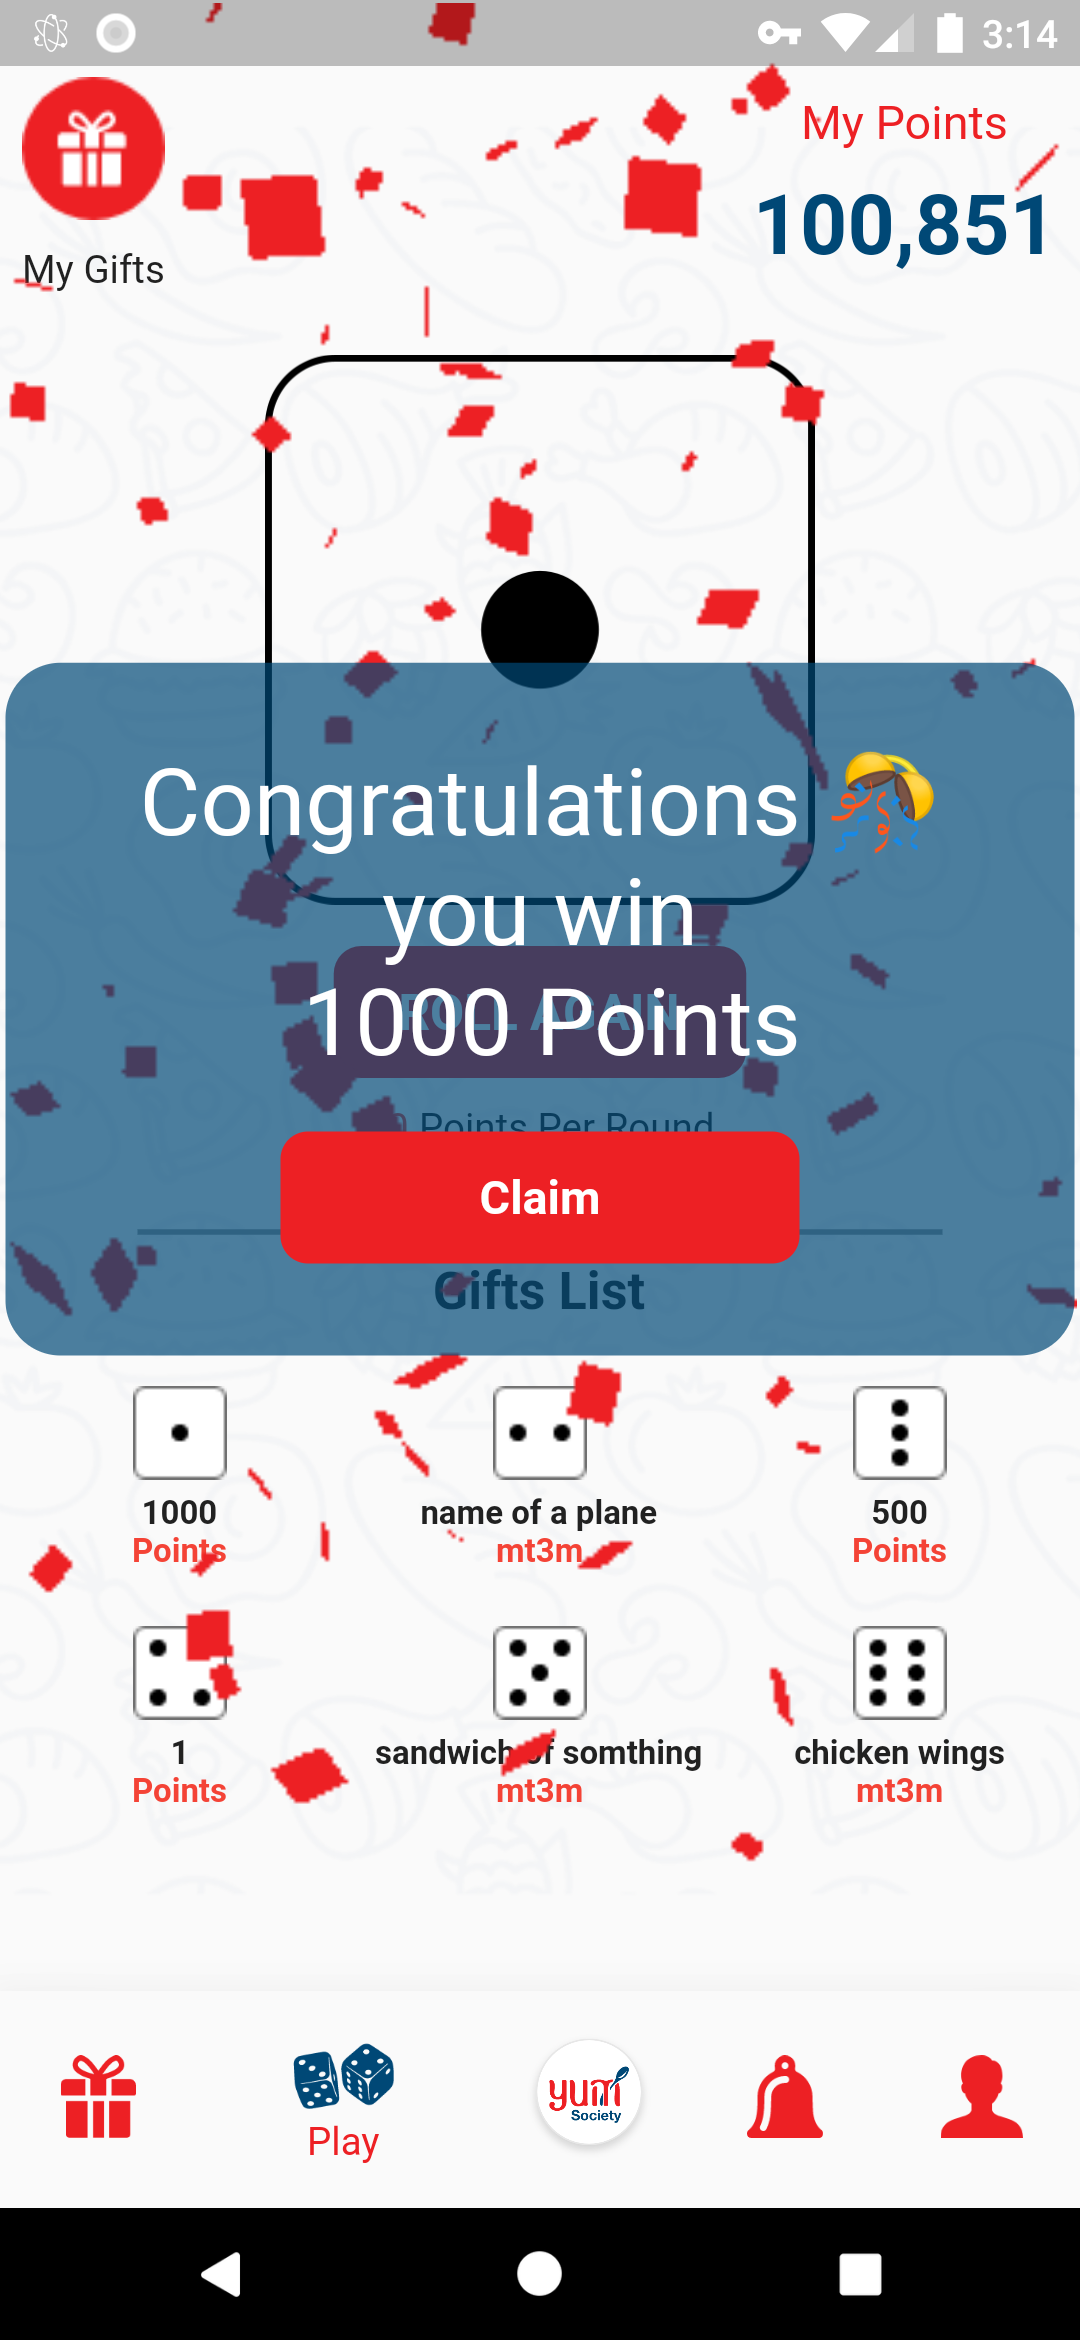 3:14
My Points
100,851
My Gifts
Congratulations 🎊
you win
1000 Points
ROLL AGAIN
Points Per Round
Claim
Gifts List
1000
Points
name of a plane
mt3m
500
Points
1
Points
sandwich of somthing
mt3m
chicken wings
mt3m
yum
Society
Play